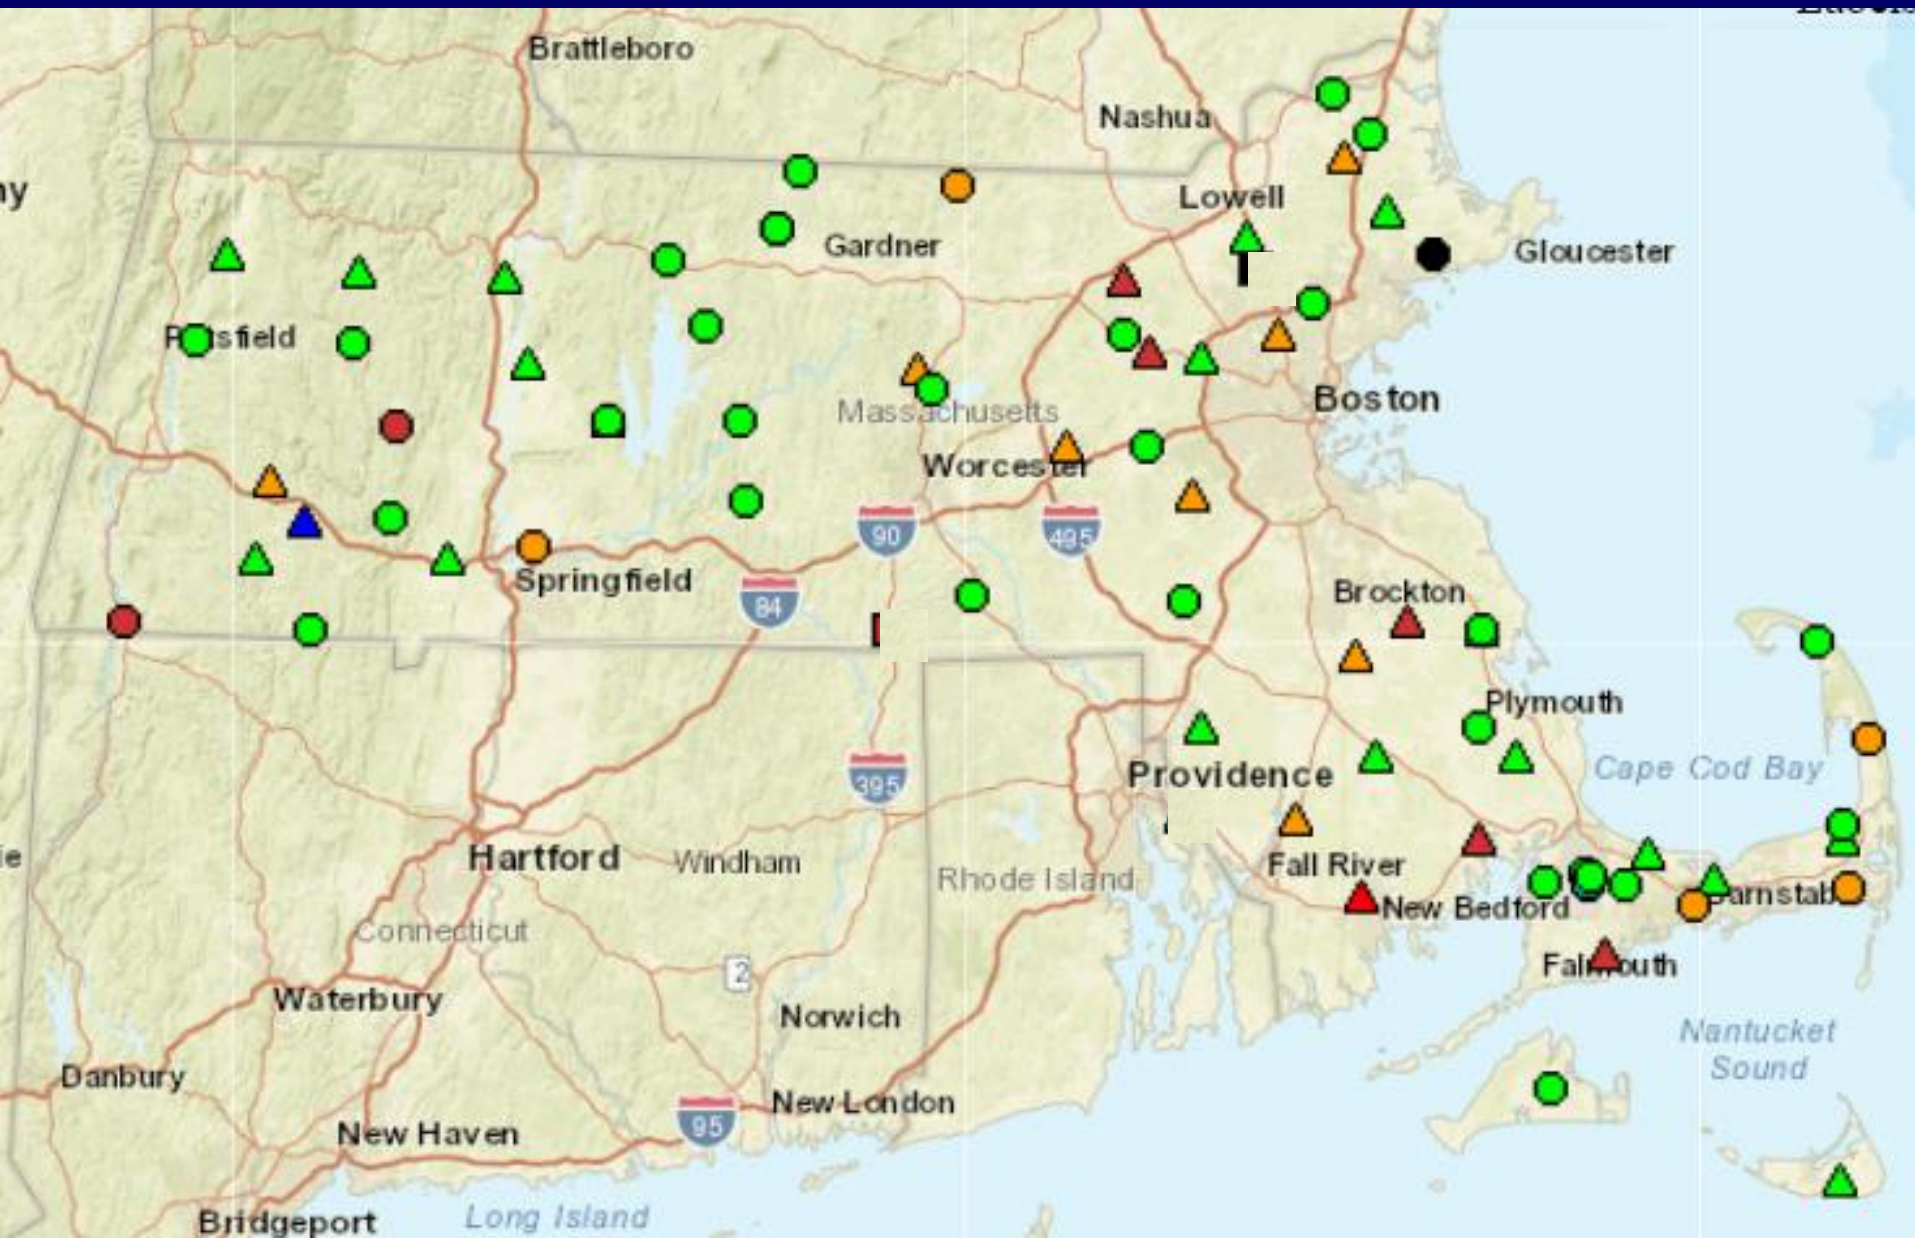 Brattleboro
Nashua
Lowell
Gardner
Gloucester
Boston
Massachusetts
Worcester
90
495
Springfield
84
Brockton
Plymouth
Providence
395
Cape Cod Bay
Hartford
Windham
Rhode Island
Fall River
New Bedford
Connecticut
Falmouth
2
Waterbury
Norwich
Nantucket
Sound
Danbury
New London
95
New Haven
Bridgeport
Long Island